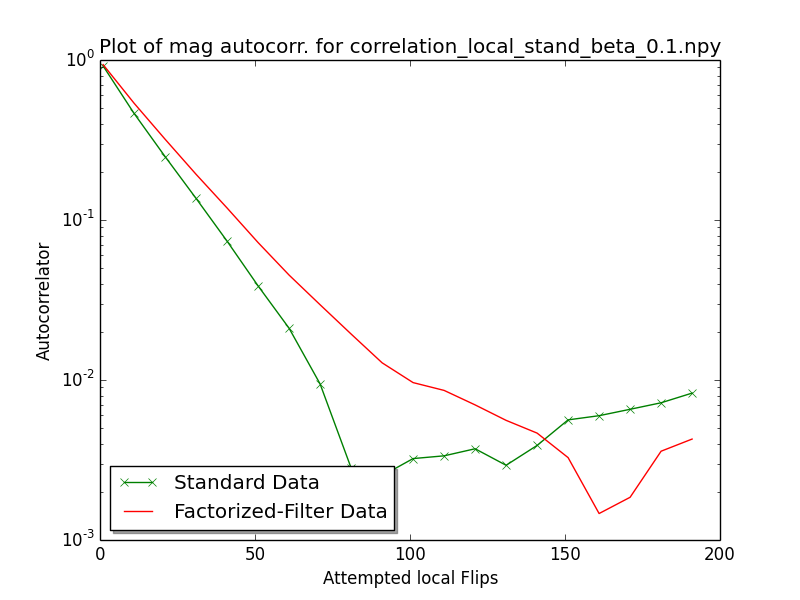 Plot of mag autocorr. for correlation_local_stand_beta_0.1.npy
10^0
10^-1
10^-2
10^-3
Autocorrelator
Standard Data
Factorized-Filter Data
0 50 100 150 200
Attempted local Flips